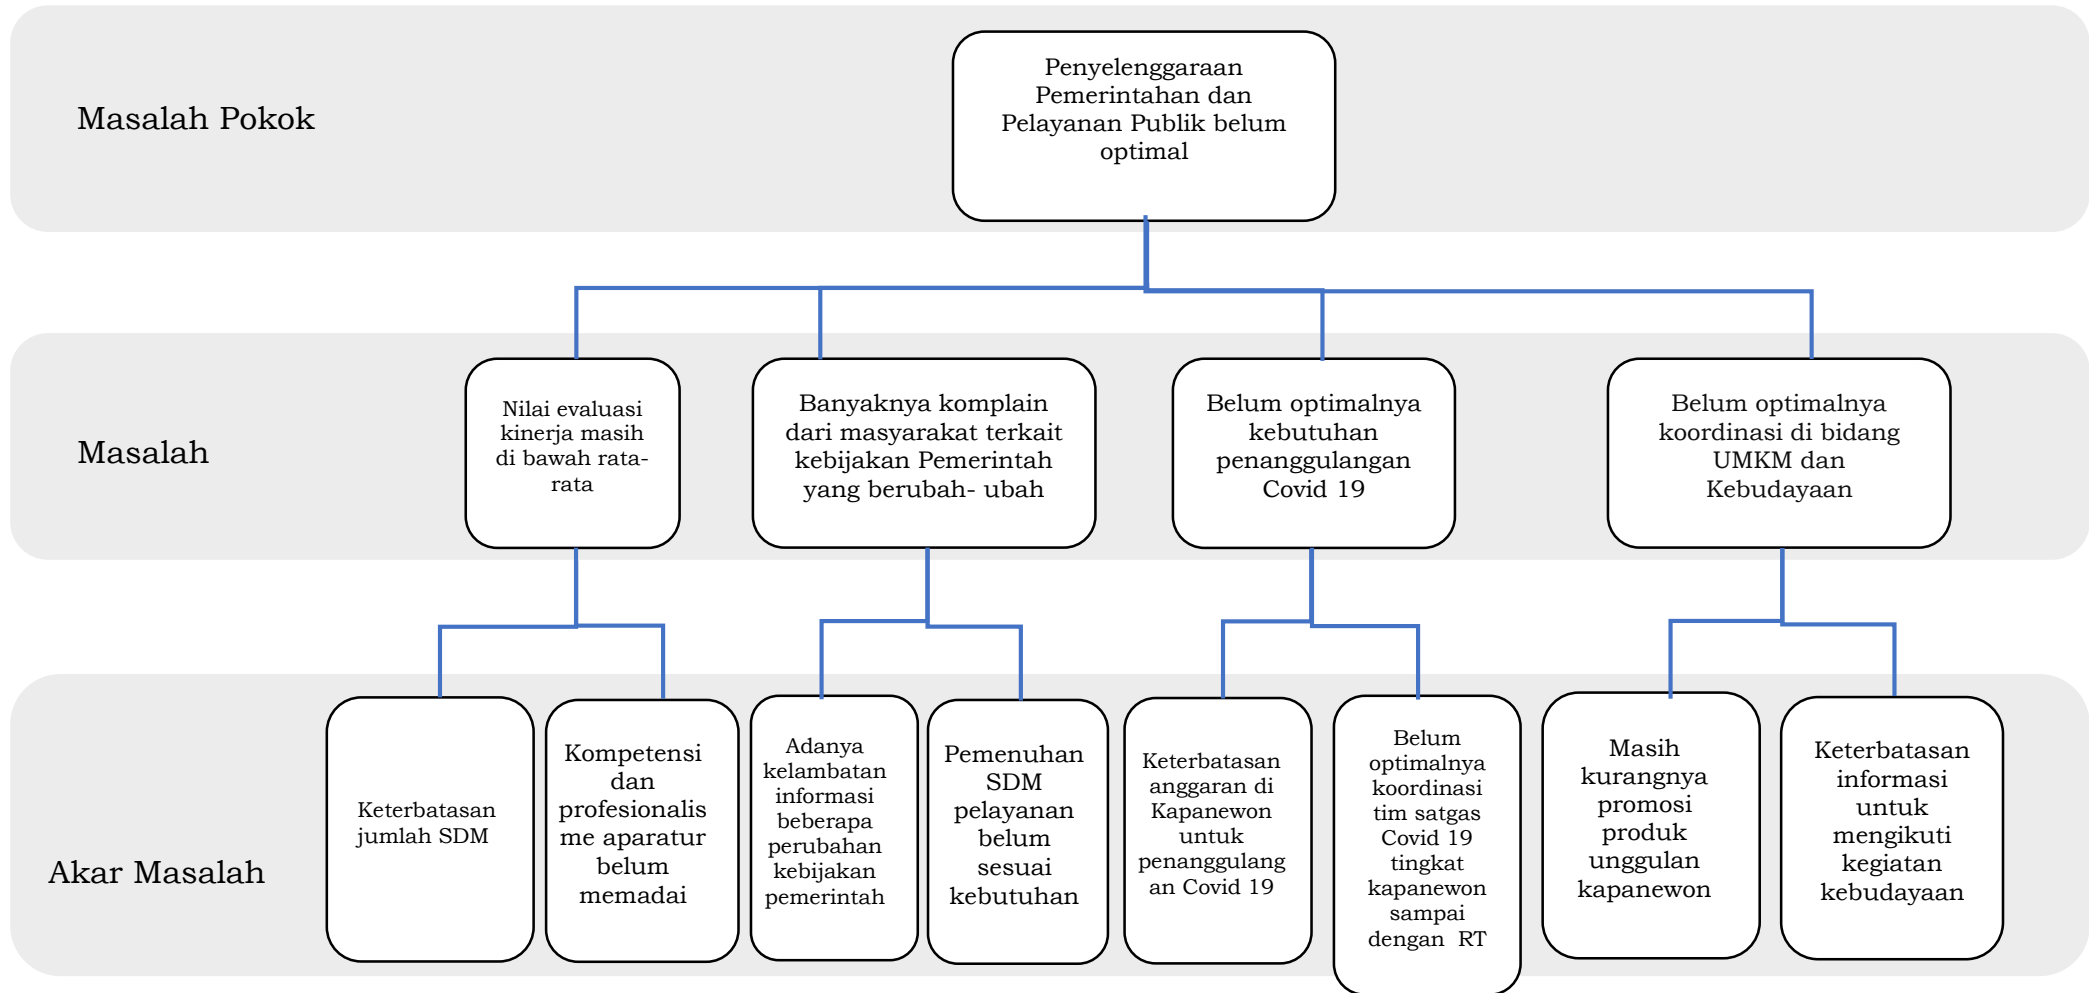 Masalah Pokok
Penyelenggaraan
Pemerintahan dan
Pelayanan Publik belum
optimal
Masalah
Nilai evaluasi
kinerja masih
di bawah rata-
rata
Banyaknya komplain
dari masyarakat terkait
kebijakan Pemerintah
yang berubah- ubah
Belum optimalnya
kebutuhan
penanggulangan
Covid 19
Belum optimalnya
koordinasi di bidang
UMKM dan
Kebudayaan
Akar Masalah
Keterbatasan
jumlah SDM
Kompetensi
dan
profesionalis
me aparatur
belum
memadai
Adanya
kelambatan
informasi
beberapa
perubahan
kebijakan
pemerintah
Pemenuhan
SDM
pelayanan
belum
sesuai
kebutuhan
Keterbatasan
anggaran di
Kapanewon
untuk
penanggulang
an Covid 19
Belum
optimalnya
koordinasi
tim satgas
Covid 19
tingkat
kapanewon
sampai
dengan  RT
Masih
kurangnya
promosi
produk
unggulan
kapanewon
Keterbatasan
informasi
untuk
mengikuti
kegiatan
kebudayaan